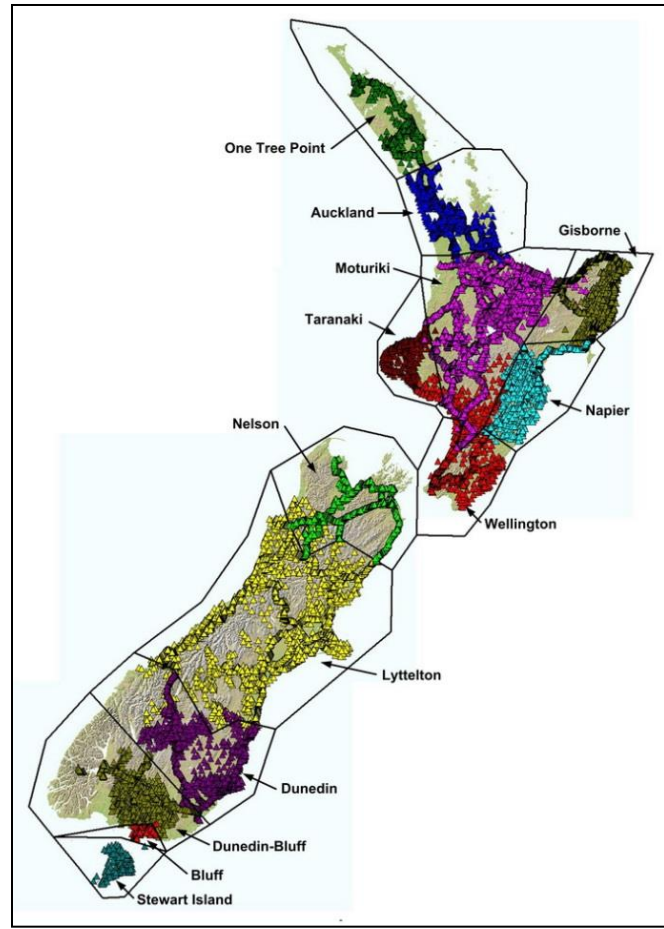 One Tree Point
Auckland
Gisborne
Moturiki
Taranaki
Napier
Nelson
Wellington
Lyttelton
Dunedin
Dunedin-Bluff
Bluff
Stewart Island